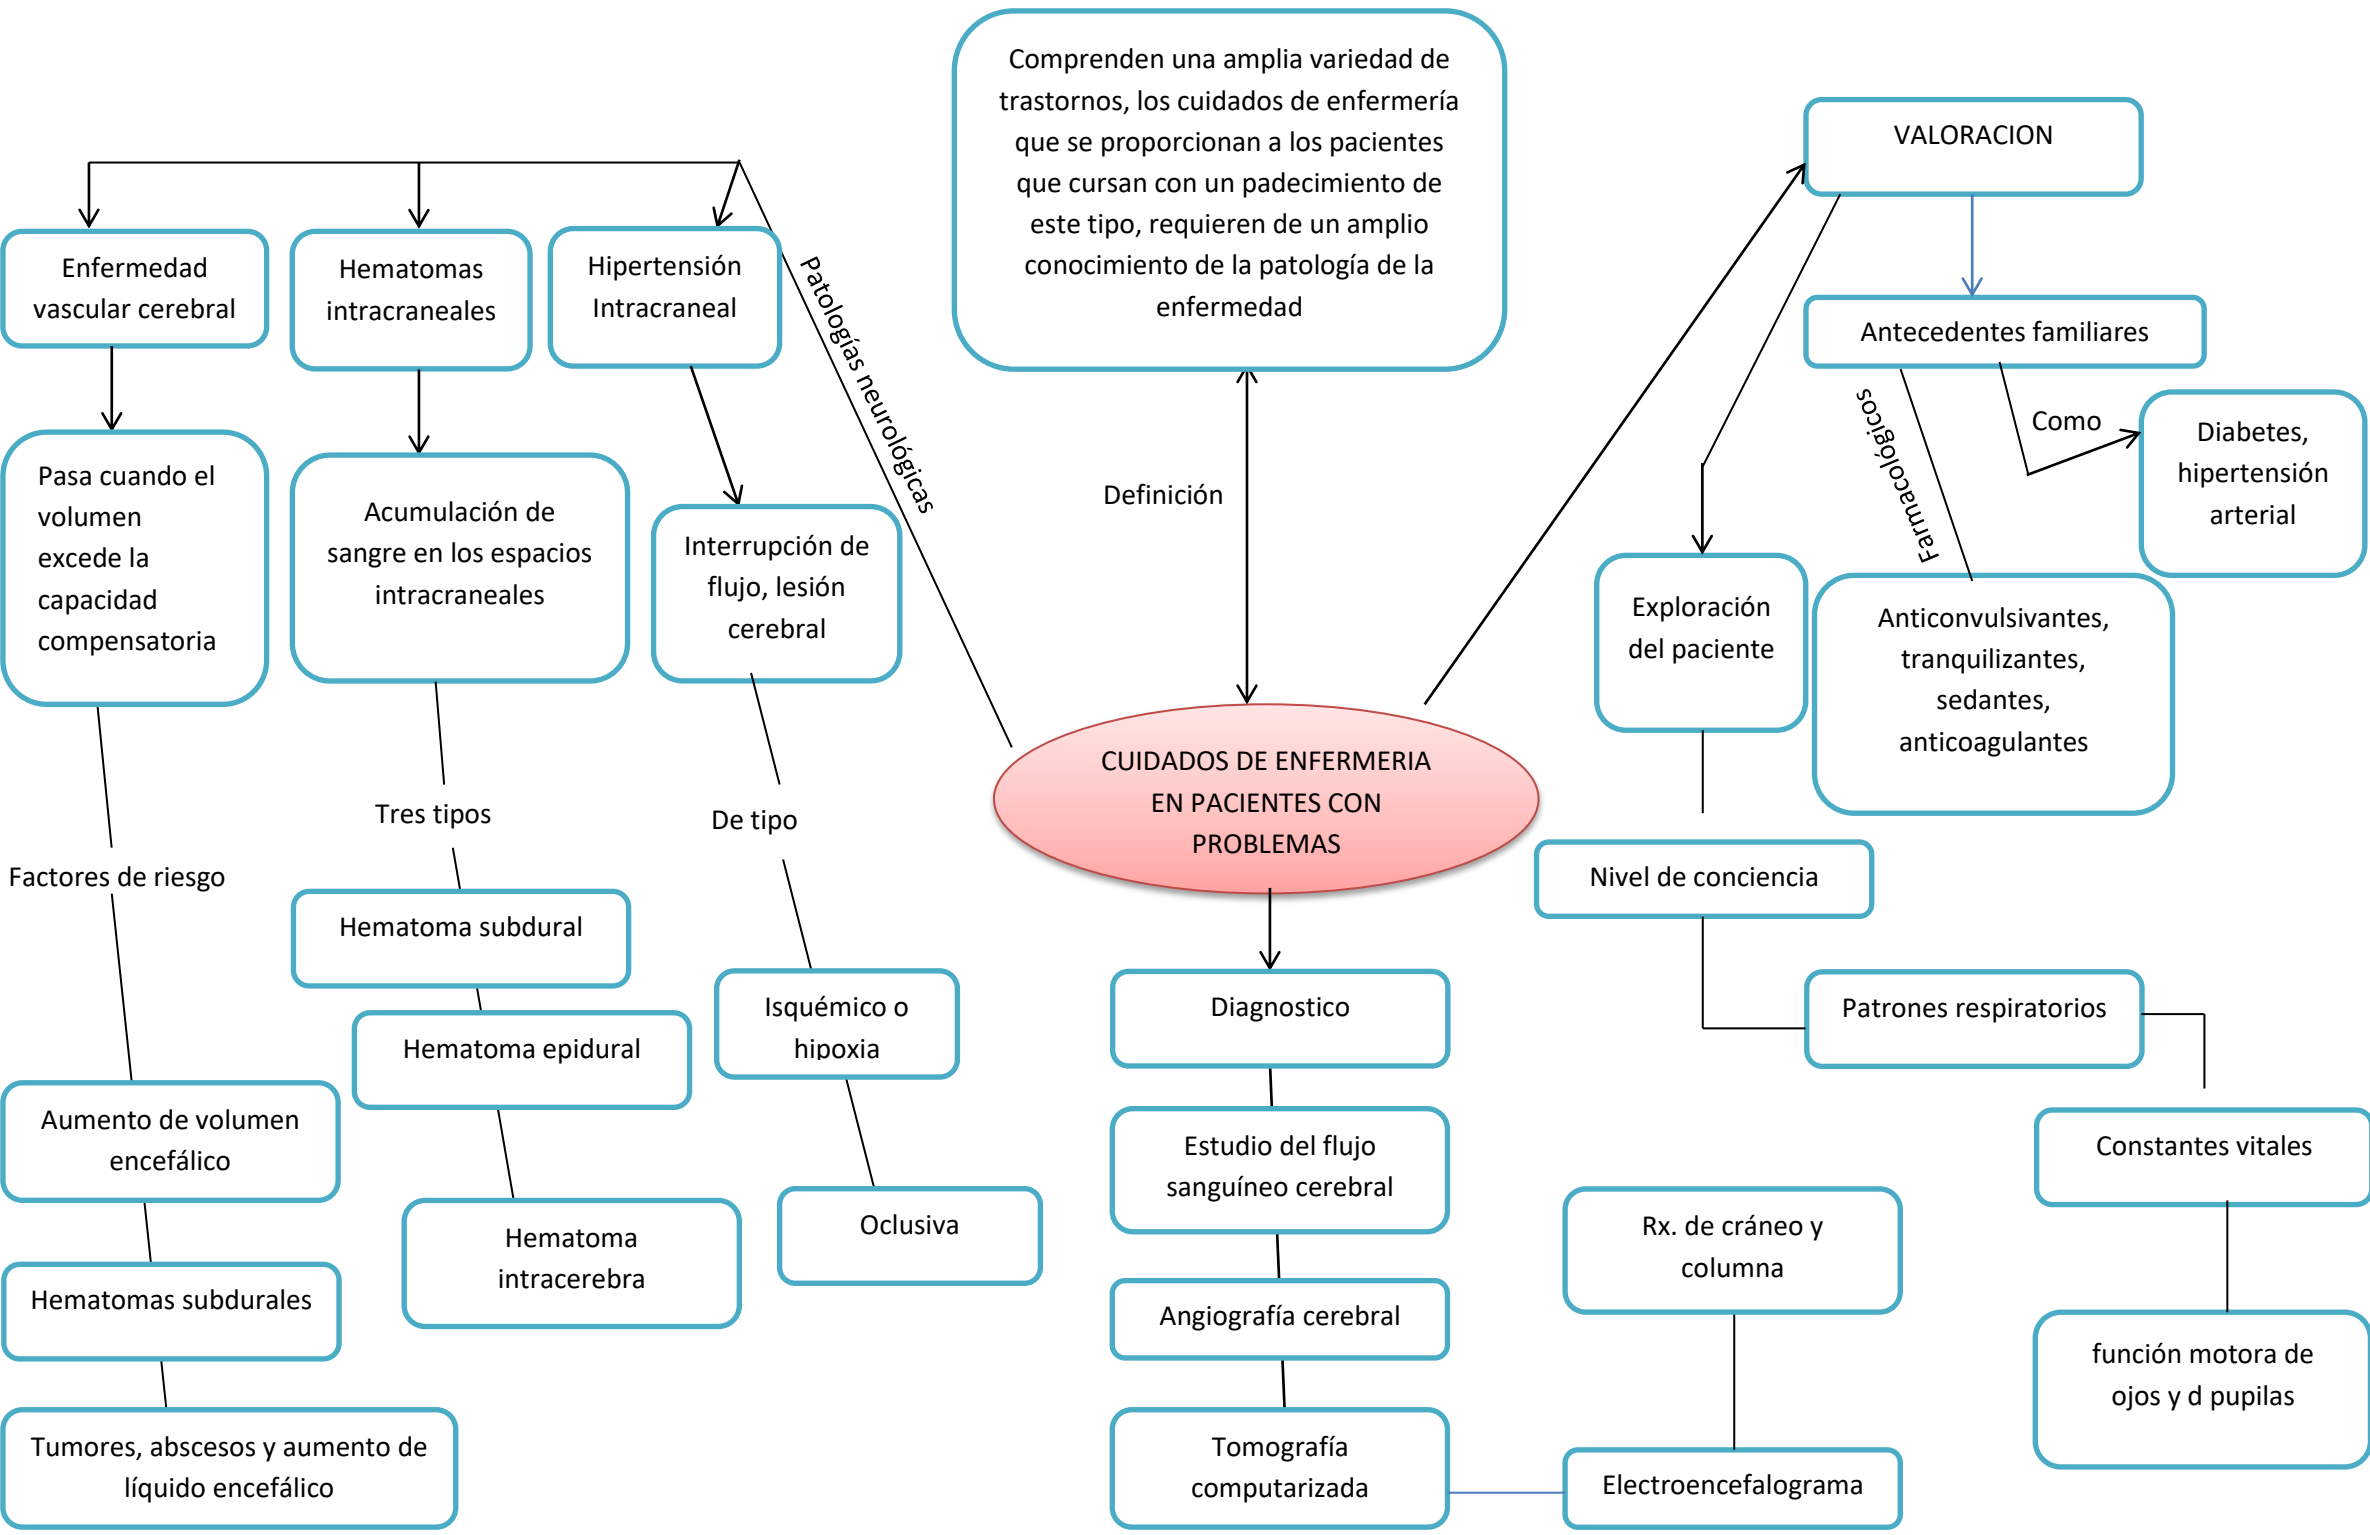 Comprenden una amplia variedad de
trastornos, los cuidados de enfermería
que se proporcionan a los pacientes
que cursan con un padecimiento de
este tipo, requieren de un amplio
conocimiento de la patología de la
enfermedad
Definición
CUIDADOS DE ENFERMERIA
EN PACIENTES CON
PROBLEMAS
Patologías neurológicas
Enfermedad
vascular cerebral
Pasa cuando el
volumen
excede la
capacidad
compensatoria
Factores de riesgo
Aumento de volumen
encefálico
Hematomas subdurales
Tumores, abscesos y aumento de
líquido encefálico
Hematomas
intracraneales
Acumulación de
sangre en los espacios
intracraneales
Tres tipos
Hematoma subdural
Hematoma epidural
Hematoma
intracerebra
Hipertensión
Intracraneal
Interrupción de
flujo, lesión
cerebral
De tipo
Isquémico o
hipoxia
Oclusiva
Diagnostico
Estudio del flujo
sanguíneo cerebral
Angiografía cerebral
Tomografía
computarizada
Electroencefalograma
Rx. de cráneo y
columna
VALORACION
Antecedentes familiares
Como
Diabetes,
hipertensión
arterial
Farmacológicos
Anticonvulsivantes,
tranquilizantes,
sedantes,
anticoagulantes
Exploración
del paciente
Nivel de conciencia
Patrones respiratorios
Constantes vitales
función motora de
ojos y d pupilas